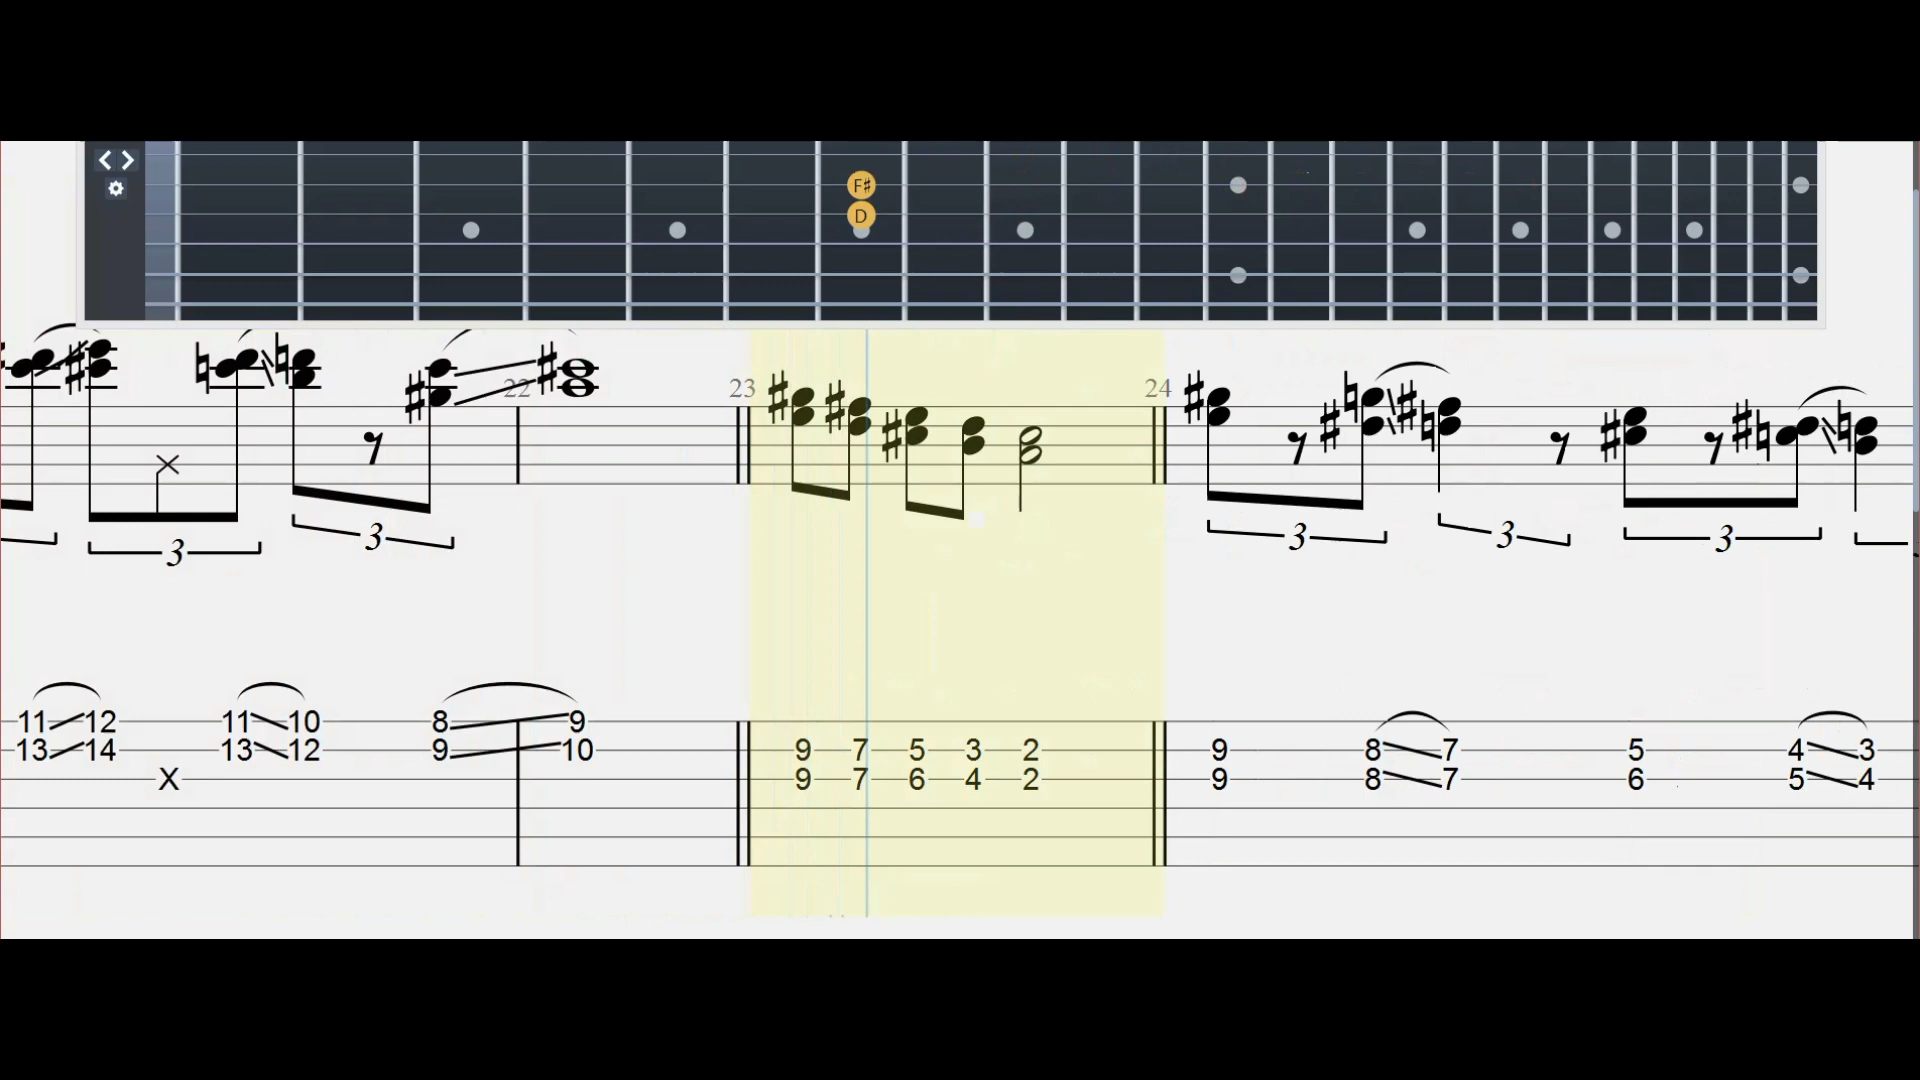 F♯
D
22 23 24
3 3 3 3 3
11 12 11 10 8 9
13 14 13 12 9 10 9 7 5 3 2 9 8 7 5 4 3
X 9 7 6 4 2 9 8 7 6 5 4